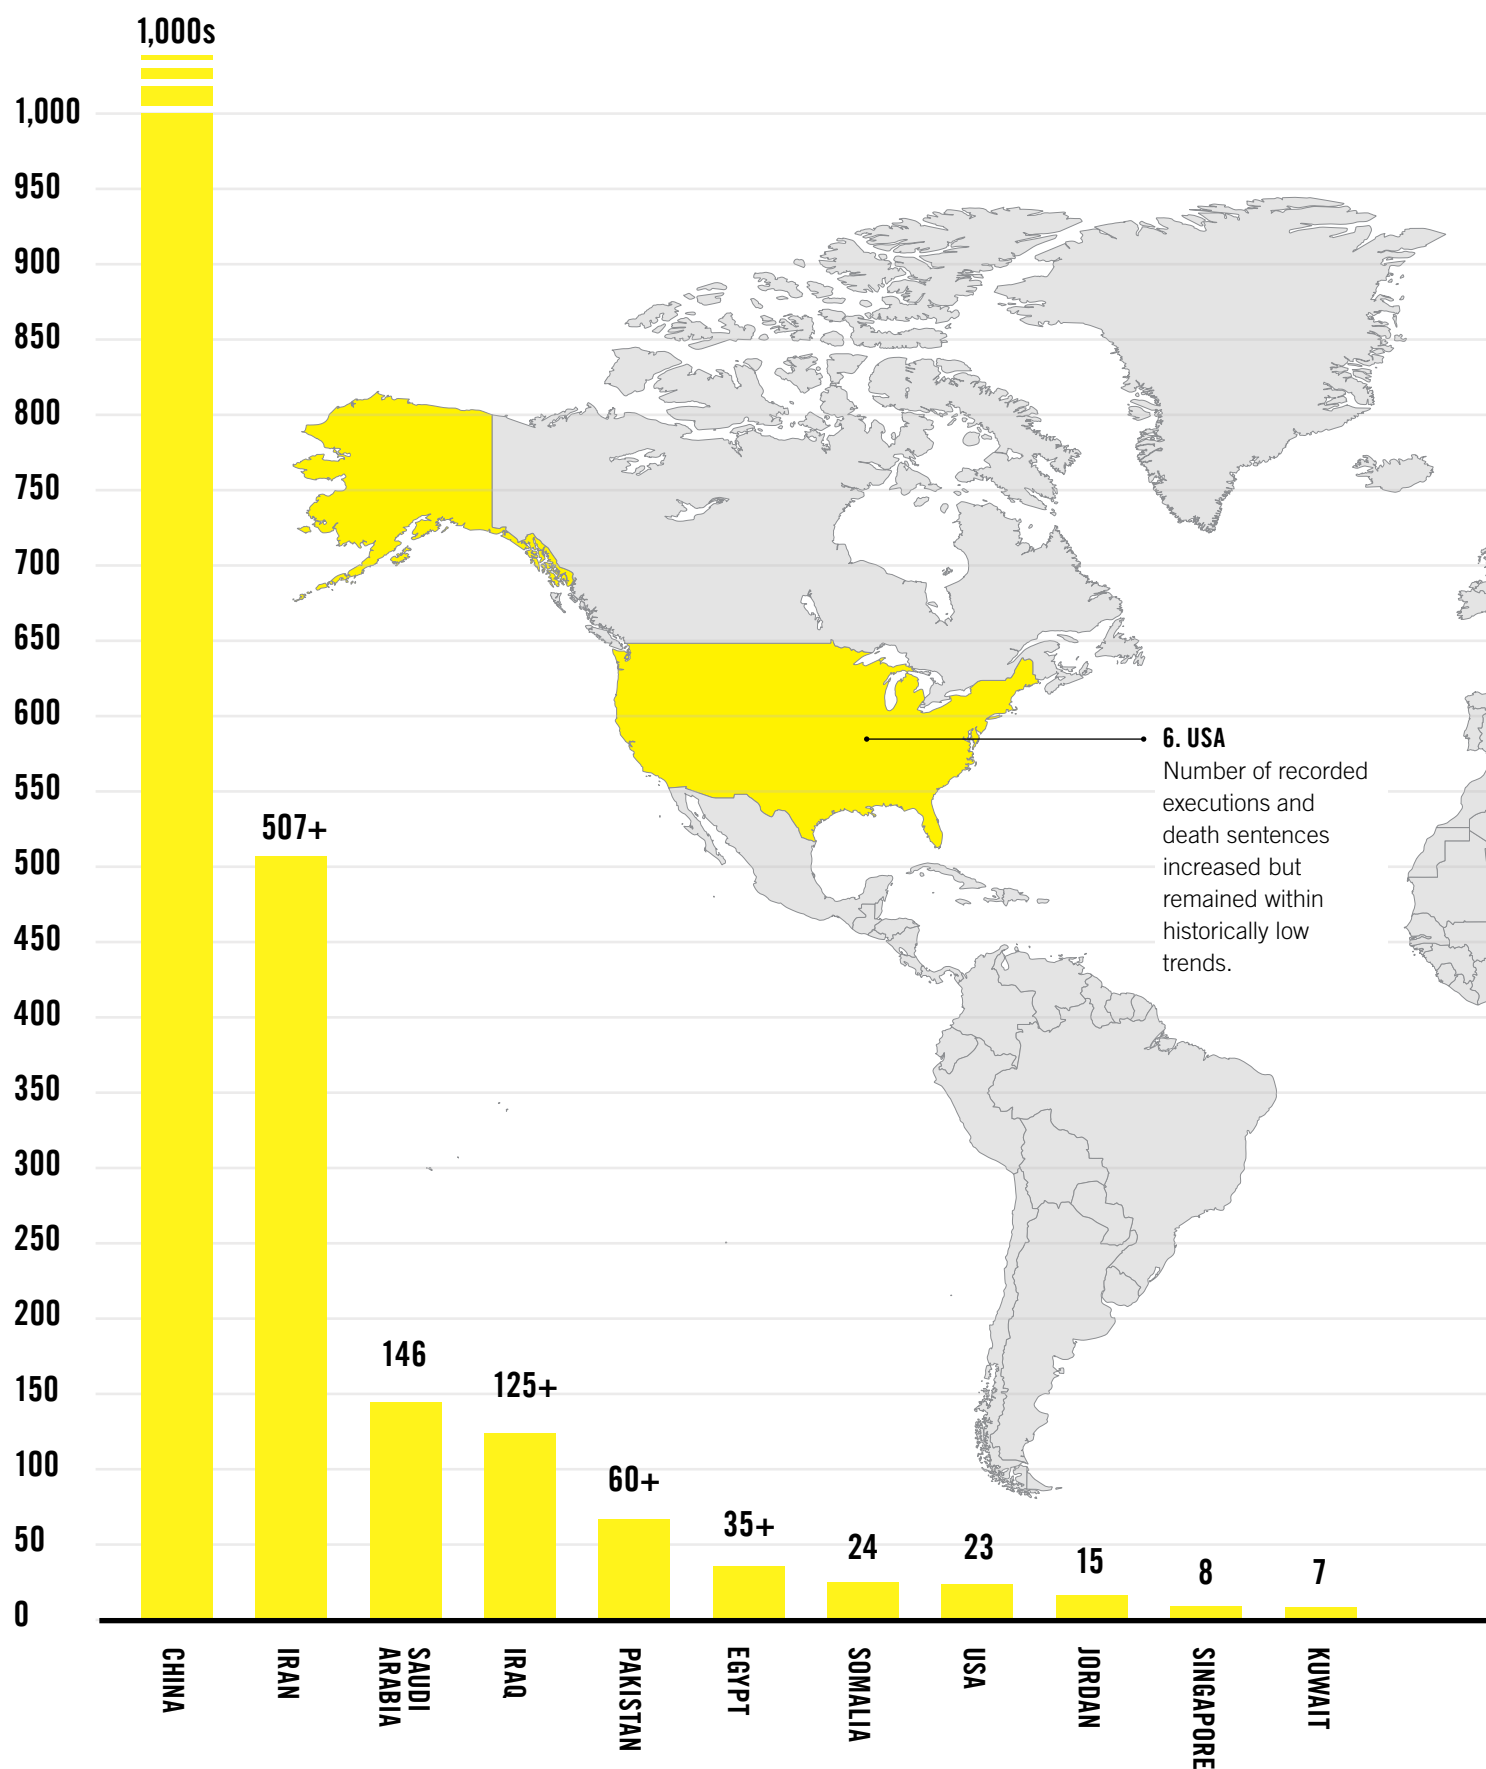 1,000s
1,000
950
900
850
800
750
700
650
600
550
500
450
400
350
300
250
200
150
100
50
0
507+
146
125+
60+
35+
24
23
15
8
7
6. USA
Number of recorded
executions and
death sentences
increased but
remained within
historically low
trends.
CHINA
IRAN
SAUDI
ARABIA
IRAQ
PAKISTAN
EGYPT
SOMALIA
USA
JORDAN
SINGAPORE
KUWAIT